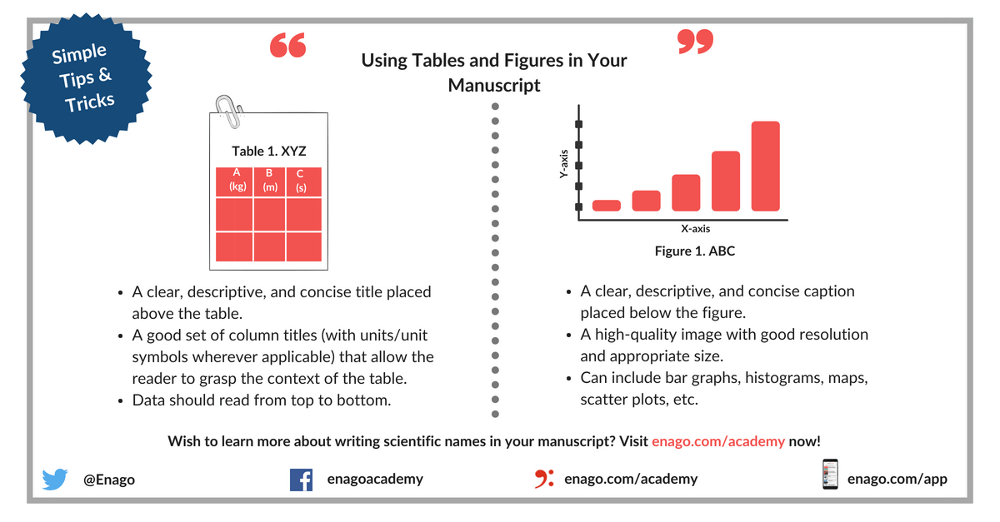 Simple
Tips &
Tricks
❝ ❞
Using Tables and Figures in Your
Manuscript
Table 1. XYZ
A B C
(kg) (m) (s)
A clear, descriptive, and concise title placed
above the table.
A good set of column titles (with units/unit
symbols wherever applicable) that allow the
reader to grasp the context of the table.
Data should read from top to bottom.
Y-axis
X-axis
Figure 1. ABC
A clear, descriptive, and concise caption
placed below the figure.
A high-quality image with good resolution
and appropriate size.
Can include bar graphs, histograms, maps,
scatter plots, etc.
Wish to learn more about writing scientific names in your manuscript? Visit enago.com/academy now!
@Enago
enagoacademy
enago.com/academy
enago.com/app